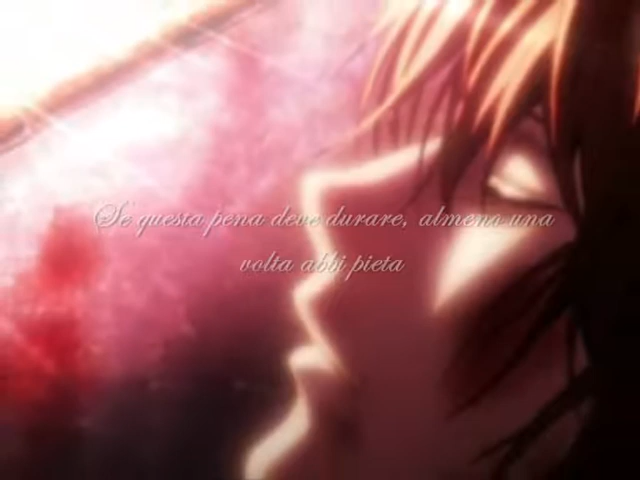 Se questa pena deve durare, almeno una
volta abbi pieta